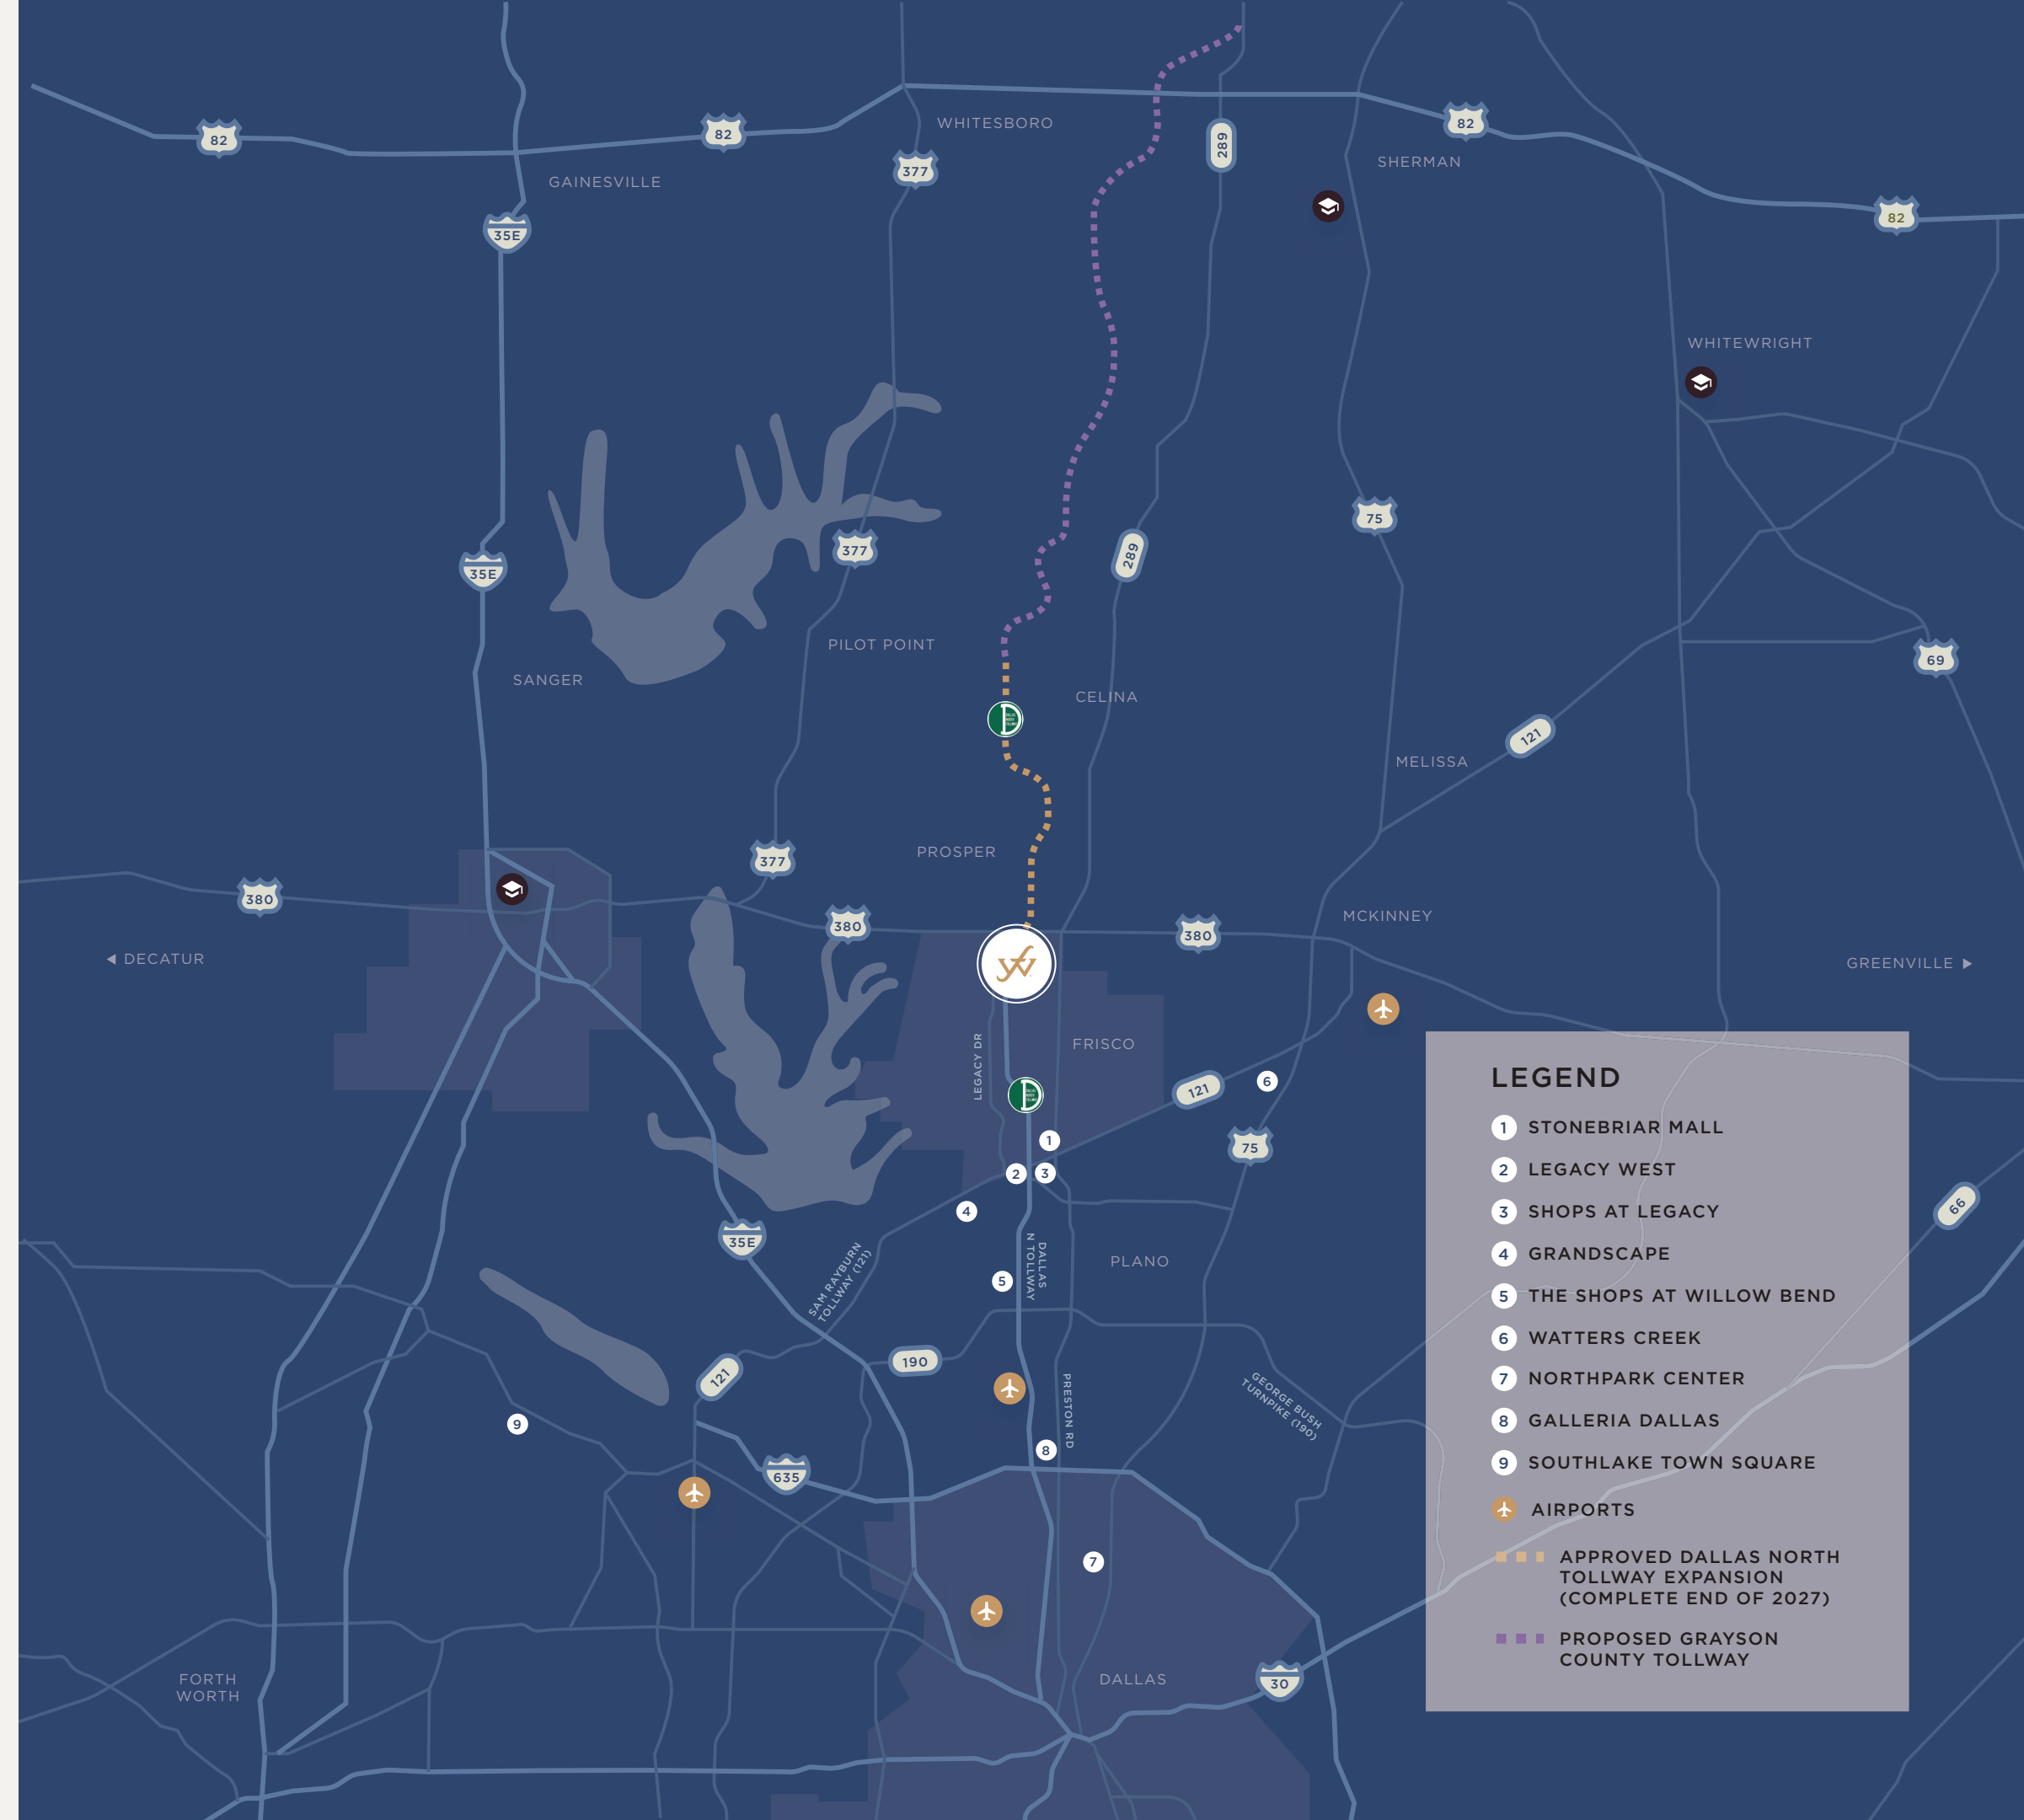 WHITESBORO
82
82
82
289
377
SHERMAN
GAINESVILLE
82
35E
WHITEWRIGHT
75
377
289
35E
PILOT POINT
69
SANGER
CELINA
121
MELISSA
PROSPER
377
380
MCKINNEY
380
380
DECATUR
GREENVILLE
LEGACY DR
FRISCO
121
6
75
1
2
3
4
66
35E
SAM RAYBURN
TOLLWAY (121)
DALLAS
N TOLLWAY
PLANO
5
190
121
PRESTON RD
GEORGE BUSH
TURNPIKE (190)
9
8
635
7
FORTH
WORTH
DALLAS
30
LEGEND
1 STONEBRIAR MALL
2 LEGACY WEST
3 SHOPS AT LEGACY
4 GRANDSCAPE
5 THE SHOPS AT WILLOW BEND
6 WATTERS CREEK
7 NORTHPARK CENTER
8 GALLERIA DALLAS
9 SOUTHLAKE TOWN SQUARE
AIRPORTS
APPROVED DALLAS NORTH
TOLLWAY EXPANSION
(COMPLETE END OF 2027)
PROPOSED GRAYSON
COUNTY TOLLWAY